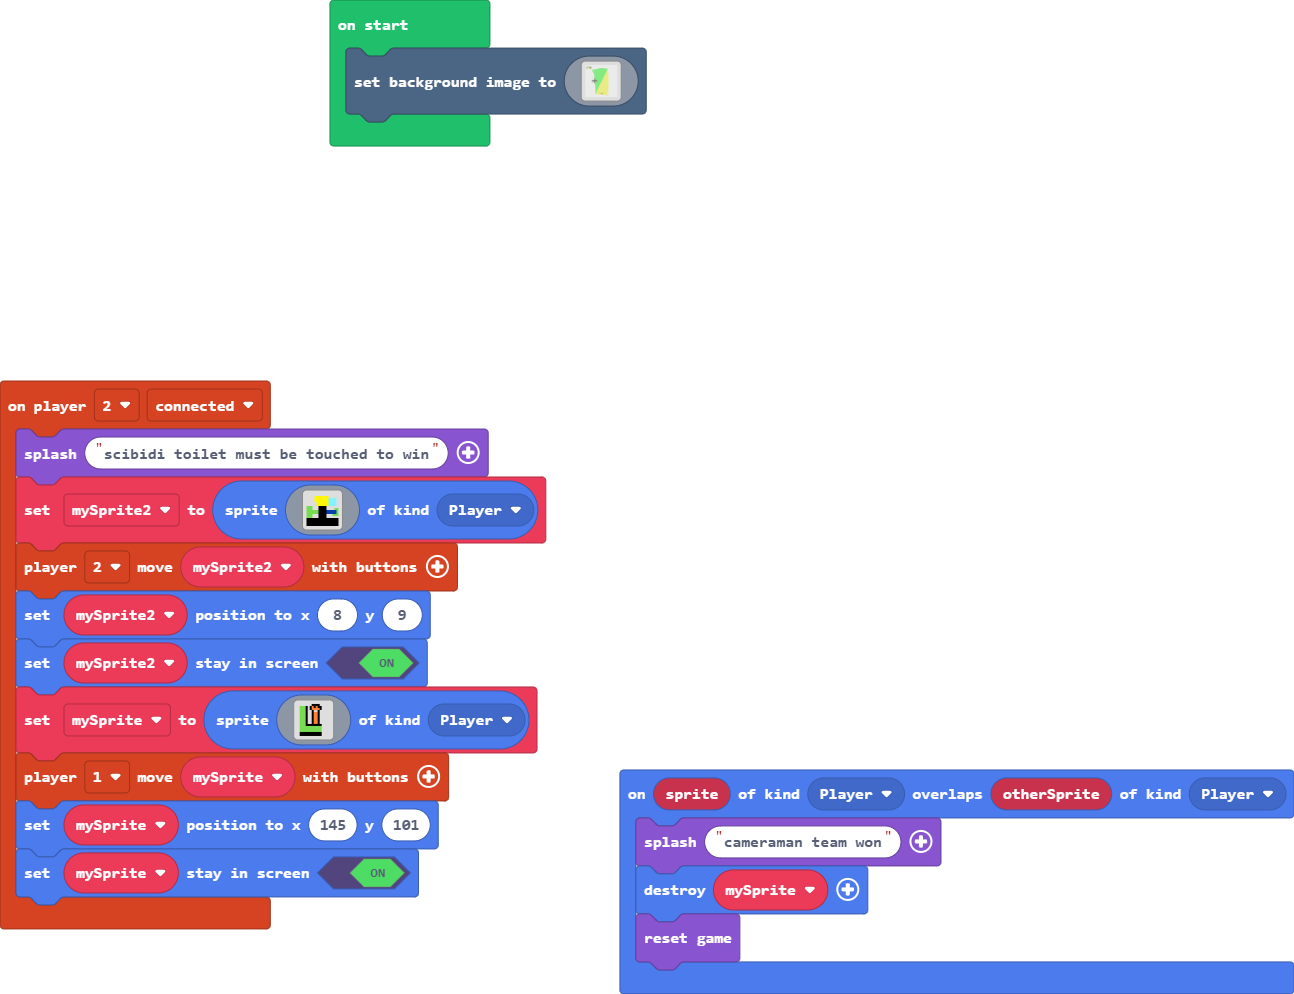 on start
set background image to
on player 2 connected
splash "scibidi toilet must be touched to win"
set mySprite2 to sprite of kind Player
player 2 move mySprite2 with buttons
set mySprite2 position to x 8 y 9
set mySprite2 stay in screen ON
set mySprite to sprite of kind Player
player 1 move mySprite with buttons
set mySprite position to x 145 y 101
set mySprite stay in screen ON
on sprite of kind Player overlaps otherSprite of kind Player
splash "cameraman team won"
destroy mySprite
reset game